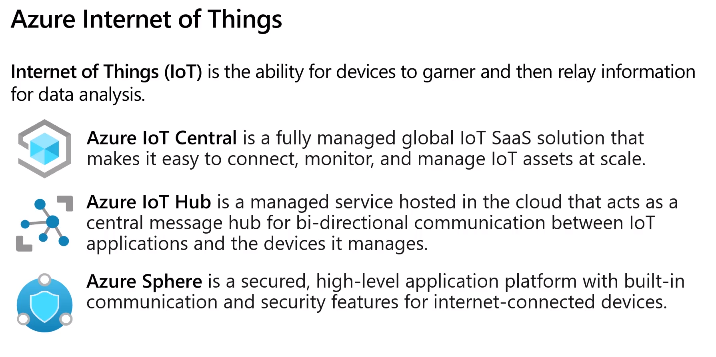 Azure Internet of Things
Internet of Things (IoT) is the ability for devices to garner and then relay information
for data analysis.
Azure IoT Central is a fully managed global IoT SaaS solution that
makes it easy to connect, monitor, and manage IoT assets at scale.
Azure IoT Hub is a managed service hosted in the cloud that acts as a
central message hub for bi-directional communication between IoT
applications and the devices it manages.
Azure Sphere is a secured, high-level application platform with built-in
communication and security features for internet-connected devices.